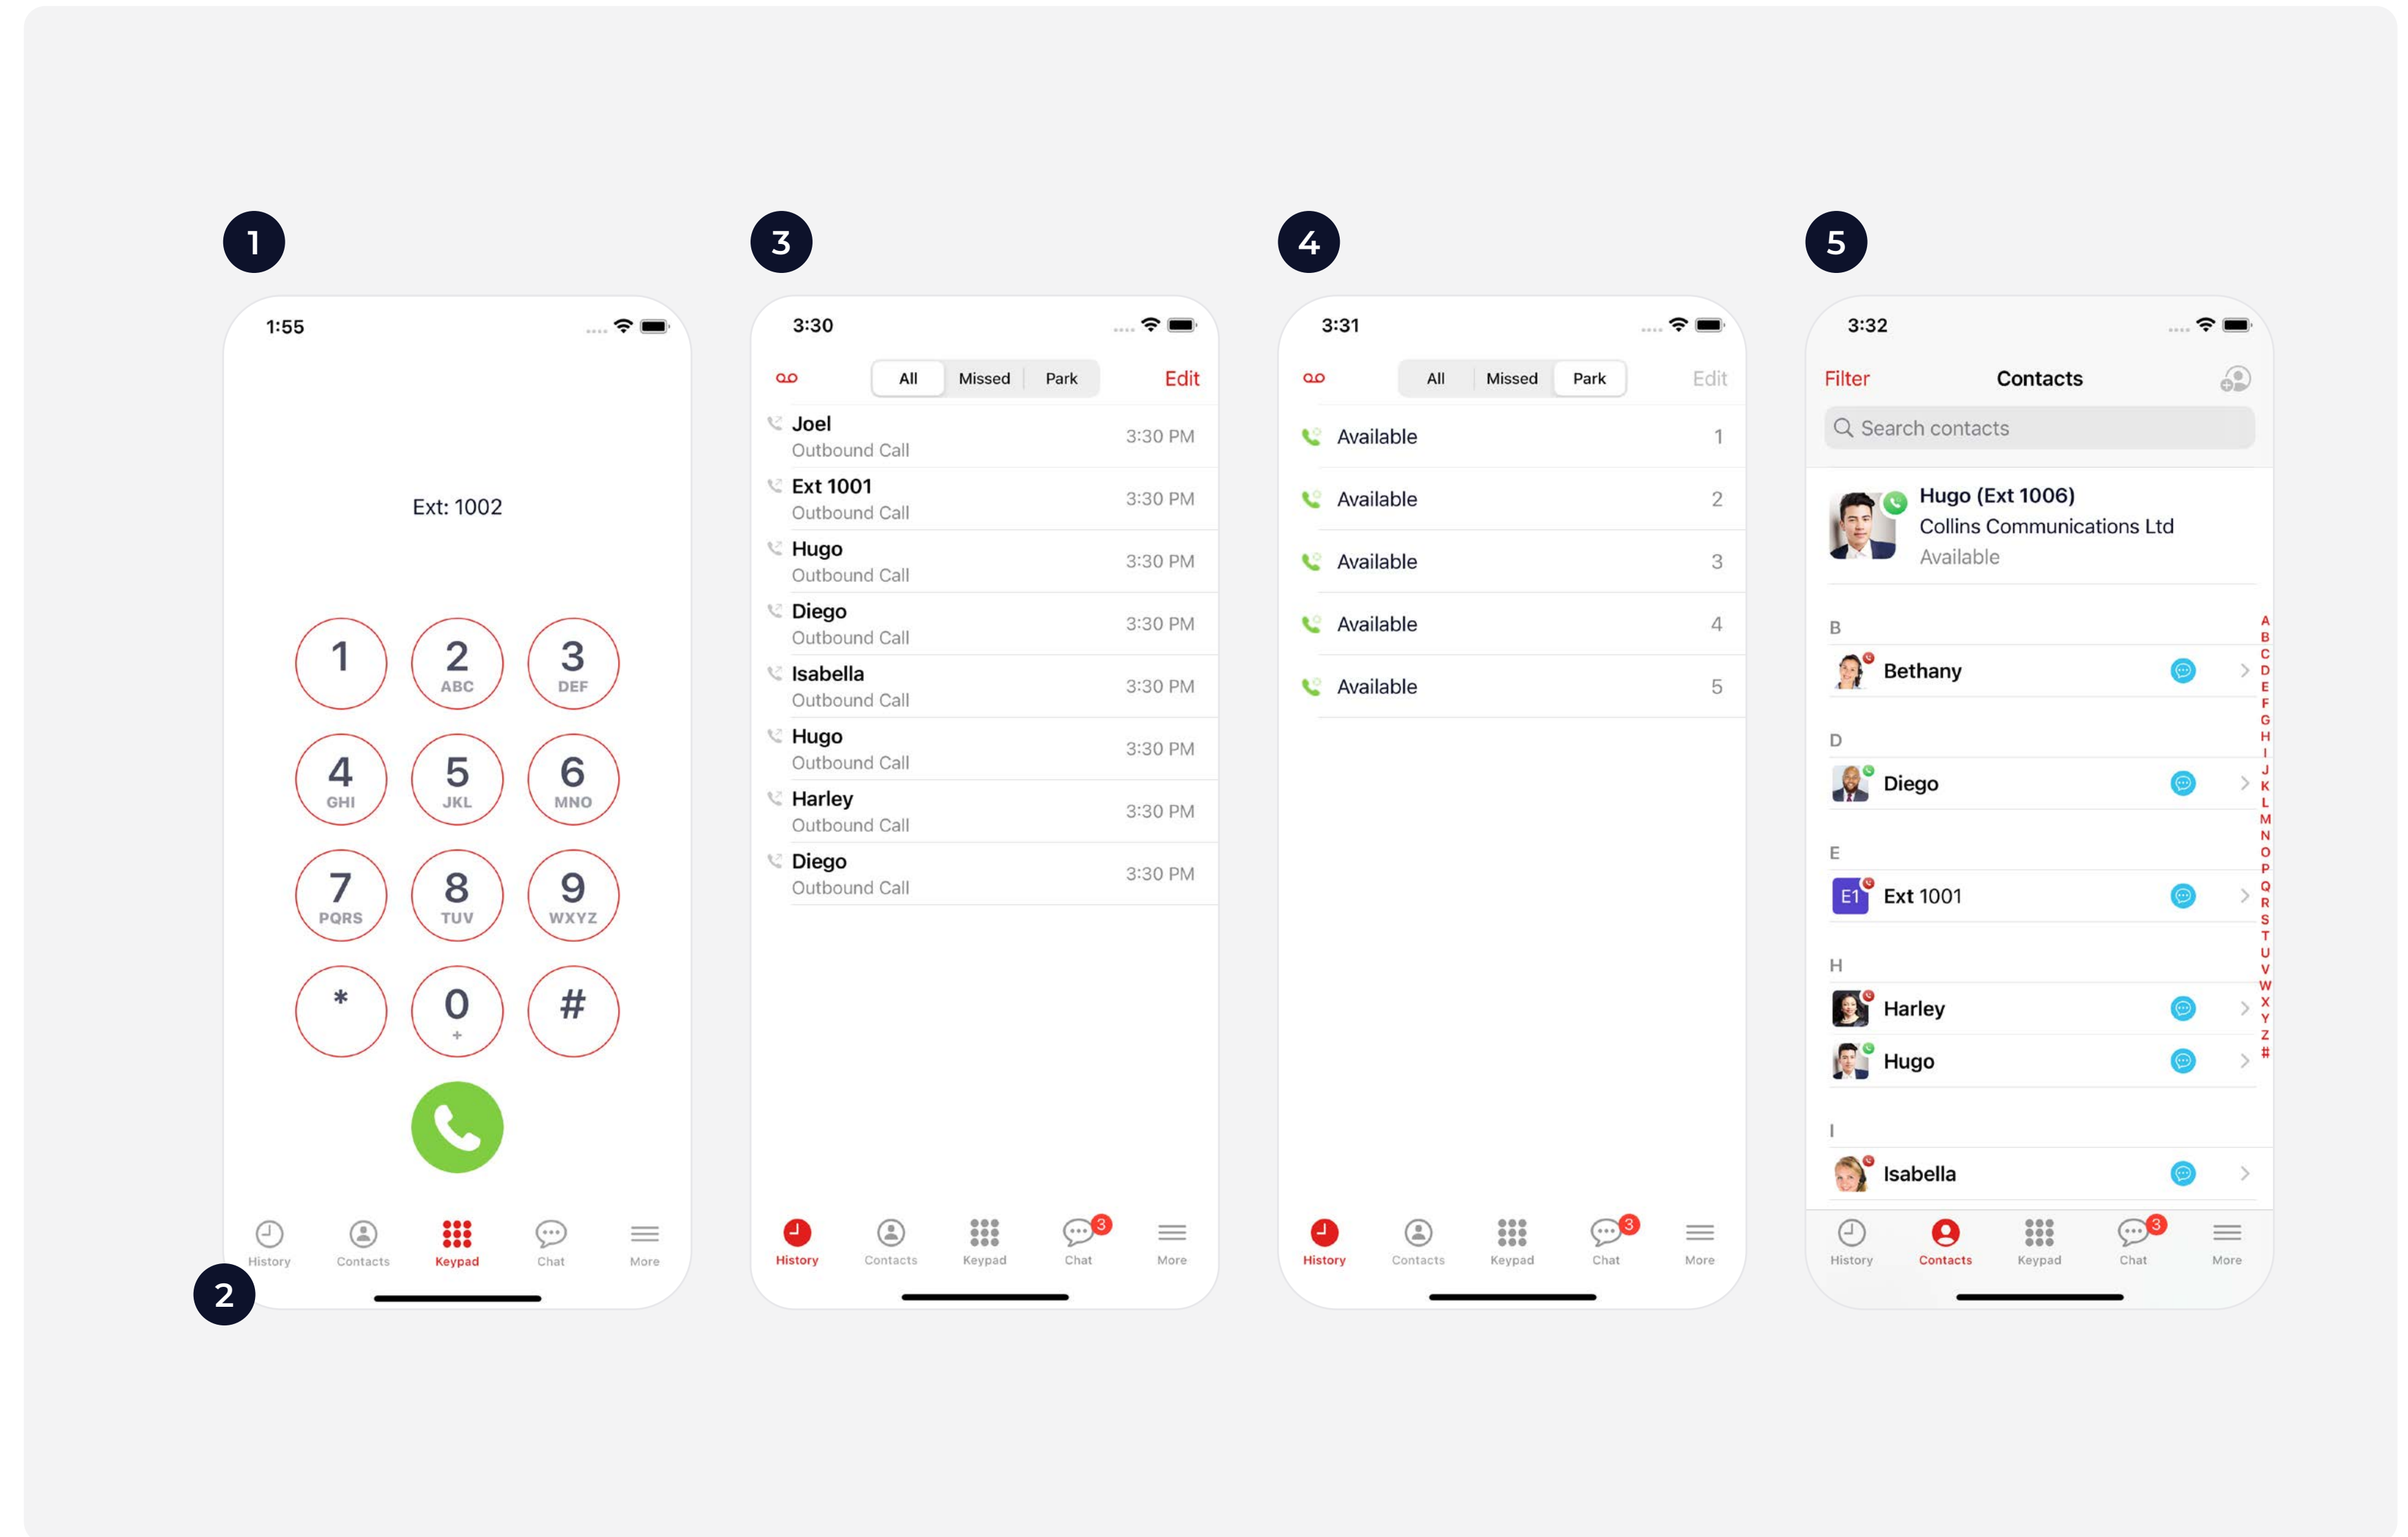 1
1:55
Ext: 1002
1
2
ABC
3
DEF
4
GHI
5
JKL
6
MNO
7
PQRS
8
TUV
9
WXYZ
*
0
+
#
History
Contacts
Keypad
Chat
More
2
3
3:30
All
Missed
Park
Edit
Joel
Outbound Call
3:30 PM
Ext 1001
Outbound Call
3:30 PM
Hugo
Outbound Call
3:30 PM
Diego
Outbound Call
3:30 PM
Isabella
Outbound Call
3:30 PM
Hugo
Outbound Call
3:30 PM
Harley
Outbound Call
3:30 PM
Diego
Outbound Call
3:30 PM
3
History
Contacts
Keypad
Chat
More
4
3:31
All
Missed
Park
Edit
Available 1
Available 2
Available 3
Available 4
Available 5
3
History
Contacts
Keypad
Chat
More
5
3:32
Filter
Contacts
Search contacts
Hugo (Ext 1006)
Collins Communications Ltd
Available
B
Bethany
D
Diego
E
E1
Ext 1001
H
Harley
Hugo
I
Isabella
A
B
C
D
E
F
G
H
I
J
K
L
M
N
O
P
Q
R
S
T
U
V
W
X
Y
Z
#
3
History
Contacts
Keypad
Chat
More